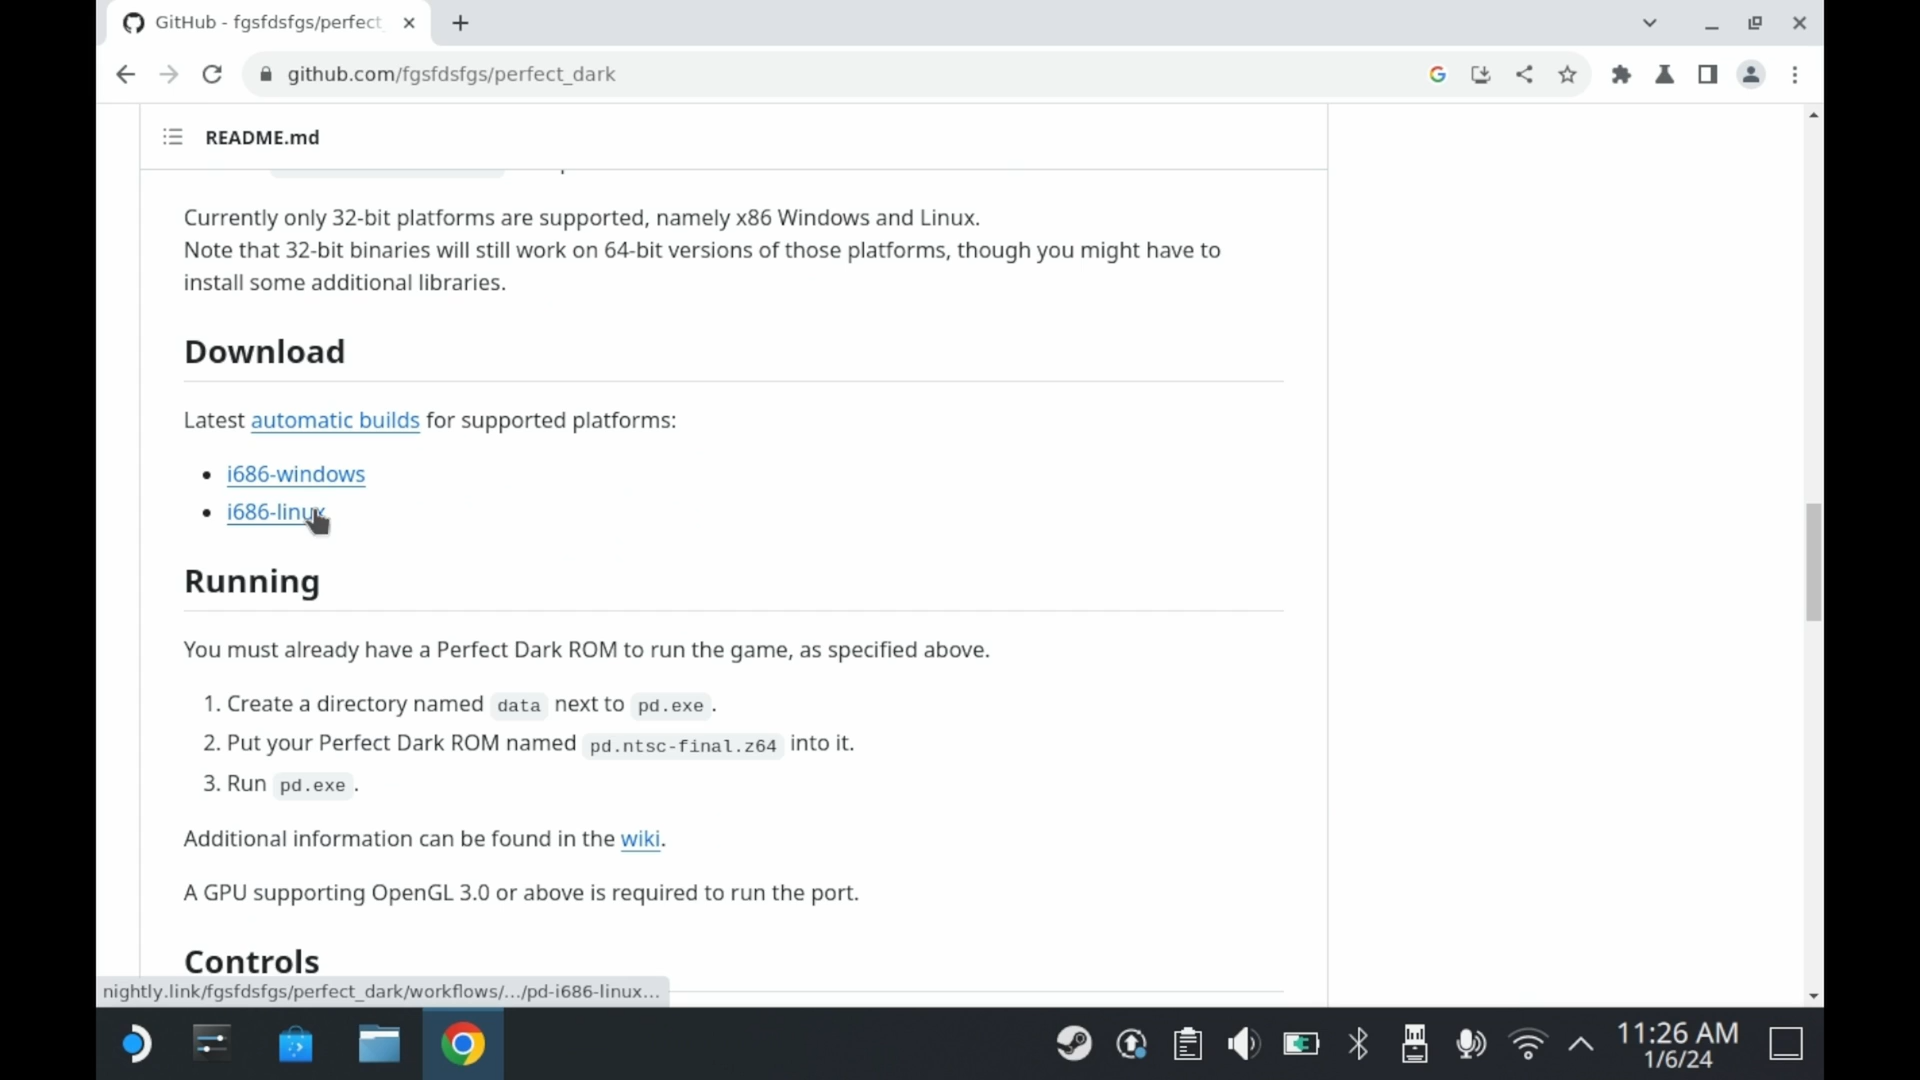 GitHub - fgsfdsfgs/perfect
github.com/fgsfdsfgs/perfect_dark
README.md
Currently only 32-bit platforms are supported, namely x86 Windows and Linux.
Note that 32-bit binaries will still work on 64-bit versions of those platforms, though you might have to
install some additional libraries.
Download
Latest automatic builds for supported platforms:
• i686-windows
• i686-linux
Running
You must already have a Perfect Dark ROM to run the game, as specified above.
1. Create a directory named data next to pd.exe.
2. Put your Perfect Dark ROM named pd.ntsc-final.z64 into it.
3. Run pd.exe.
Additional information can be found in the wiki.
A GPU supporting OpenGL 3.0 or above is required to run the port.
Controls
nightly.link/fgsfdsfgs/perfect_dark/workflows/.../pd-i686-linux...
11:26 AM
1/6/24